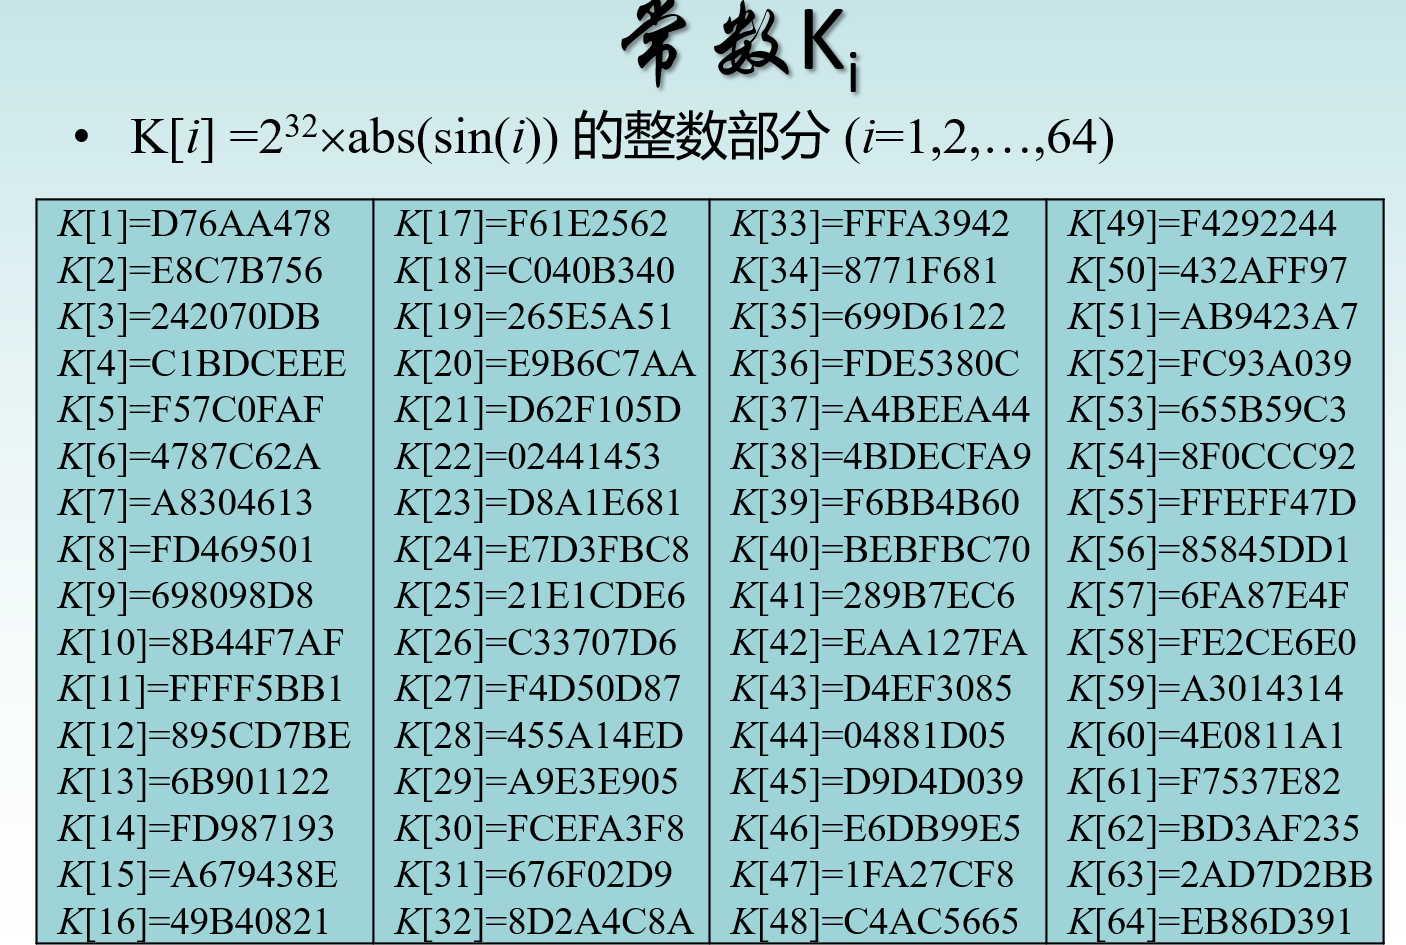 常数Ki
• K[i] =2^32×abs(sin(i)) 的整数部分 (i=1,2,…,64)
K[1]=D76AA478
K[2]=E8C7B756
K[3]=242070DB
K[4]=C1BDCEEE
K[5]=F57C0FAF
K[6]=4787C62A
K[7]=A8304613
K[8]=FD469501
K[9]=698098D8
K[10]=8B44F7AF
K[11]=FFFF5BB1
K[12]=895CD7BE
K[13]=6B901122
K[14]=FD987193
K[15]=A679438E
K[16]=49B40821
K[17]=F61E2562
K[18]=C040B340
K[19]=265E5A51
K[20]=E9B6C7AA
K[21]=D62F105D
K[22]=02441453
K[23]=D8A1E681
K[24]=E7D3FBC8
K[25]=21E1CDE6
K[26]=C33707D6
K[27]=F4D50D87
K[28]=455A14ED
K[29]=A9E3E905
K[30]=FCEFA3F8
K[31]=676F02D9
K[32]=8D2A4C8A
K[33]=FFFA3942
K[34]=8771F681
K[35]=699D6122
K[36]=FDE5380C
K[37]=A4BEEA44
K[38]=4BDECFA9
K[39]=F6BB4B60
K[40]=BEBFBC70
K[41]=289B7EC6
K[42]=EAA127FA
K[43]=D4EF3085
K[44]=04881D05
K[45]=D9D4D039
K[46]=E6DB99E5
K[47]=1FA27CF8
K[48]=C4AC5665
K[49]=F4292244
K[50]=432AFF97
K[51]=AB9423A7
K[52]=FC93A039
K[53]=655B59C3
K[54]=8F0CCC92
K[55]=FFEFF47D
K[56]=85845DD1
K[57]=6FA87E4F
K[58]=FE2CE6E0
K[59]=A3014314
K[60]=4E0811A1
K[61]=F7537E82
K[62]=BD3AF235
K[63]=2AD7D2BB
K[64]=EB86D391